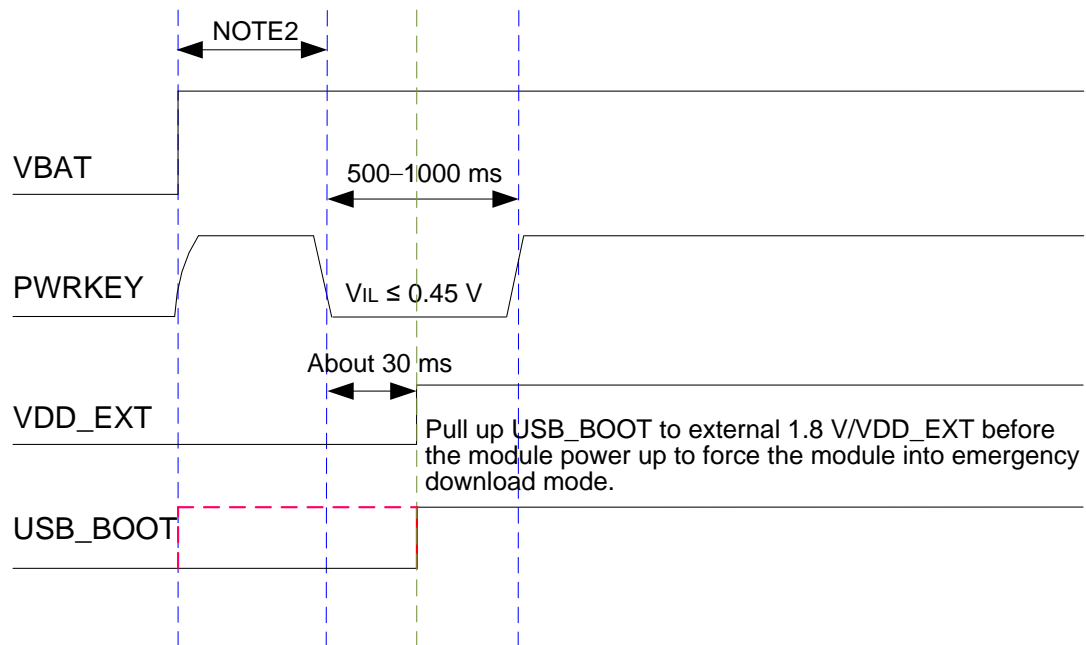 NOTE2
VBAT
500–1000 ms
PWRKEY
VIL ≤ 0.45 V
About 30 ms
VDD_EXT
Pull up USB_BOOT to external 1.8 V/VDD_EXT before
the module power up to force the module into emergency
download mode.
USB_BOOT